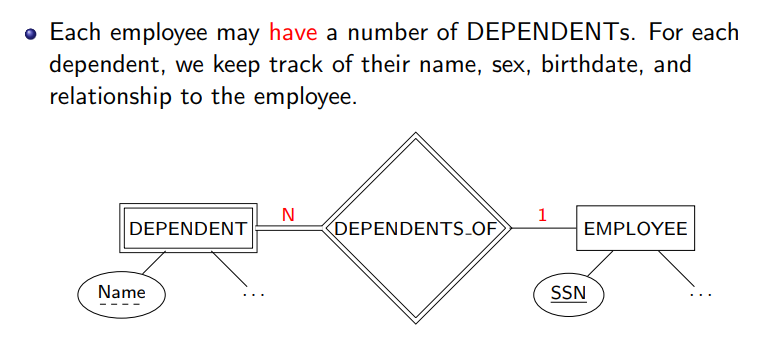 Each employee may have a number of DEPENDENTs. For each
dependent, we keep track of their name, sex, birthdate, and
relationship to the employee.
N
1
DEPENDENT
DEPENDENTS_OF
EMPLOYEE
Name
...
SSN
...